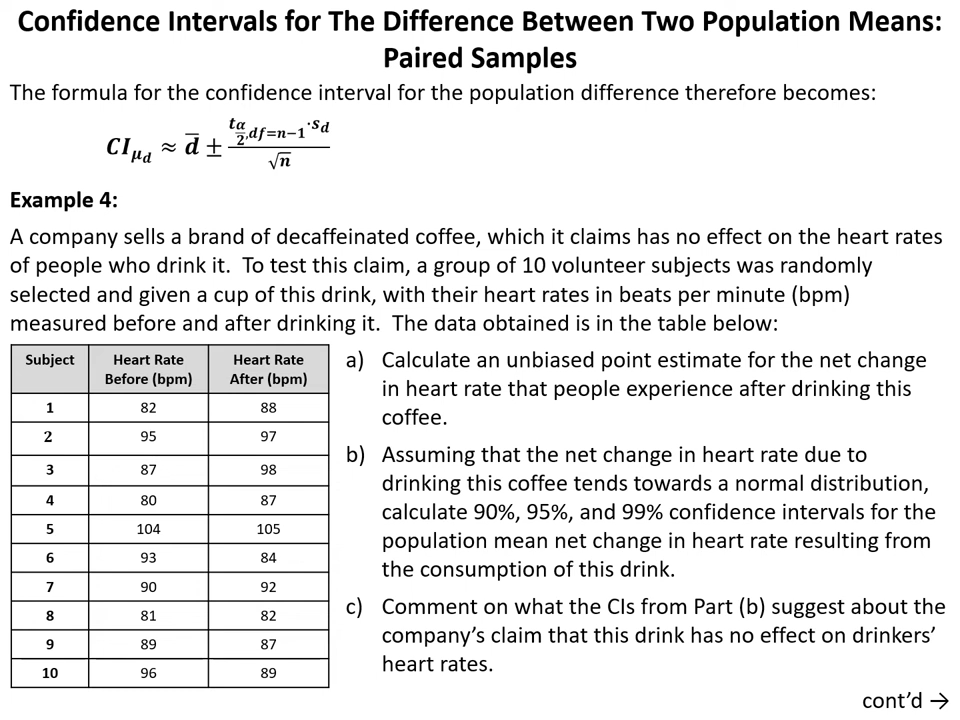 Confidence Intervals for The Difference Between Two Population Means:
Paired Samples
The formula for the confidence interval for the population difference therefore becomes:
CI_{μ_d} ≈ d̄ ± (t_{α/2, df=n−1} · s_d) / √n
Example 4:
A company sells a brand of decaffeinated coffee, which it claims has no effect on the heart rates
of people who drink it. To test this claim, a group of 10 volunteer subjects was randomly
selected and given a cup of this drink, with their heart rates in beats per minute (bpm)
measured before and after drinking it. The data obtained is in the table below:
Subject | Heart Rate Before (bpm) | Heart Rate After (bpm)
1 | 82 | 88
2 | 95 | 97
3 | 87 | 98
4 | 80 | 87
5 | 104 | 105
6 | 93 | 84
7 | 90 | 92
8 | 81 | 82
9 | 89 | 87
10 | 96 | 89
a) Calculate an unbiased point estimate for the net change
in heart rate that people experience after drinking this
coffee.
b) Assuming that the net change in heart rate due to
drinking this coffee tends towards a normal distribution,
calculate 90%, 95%, and 99% confidence intervals for the
population mean net change in heart rate resulting from
the consumption of this drink.
c) Comment on what the CIs from Part (b) suggest about the
company's claim that this drink has no effect on drinkers'
heart rates.
cont'd →